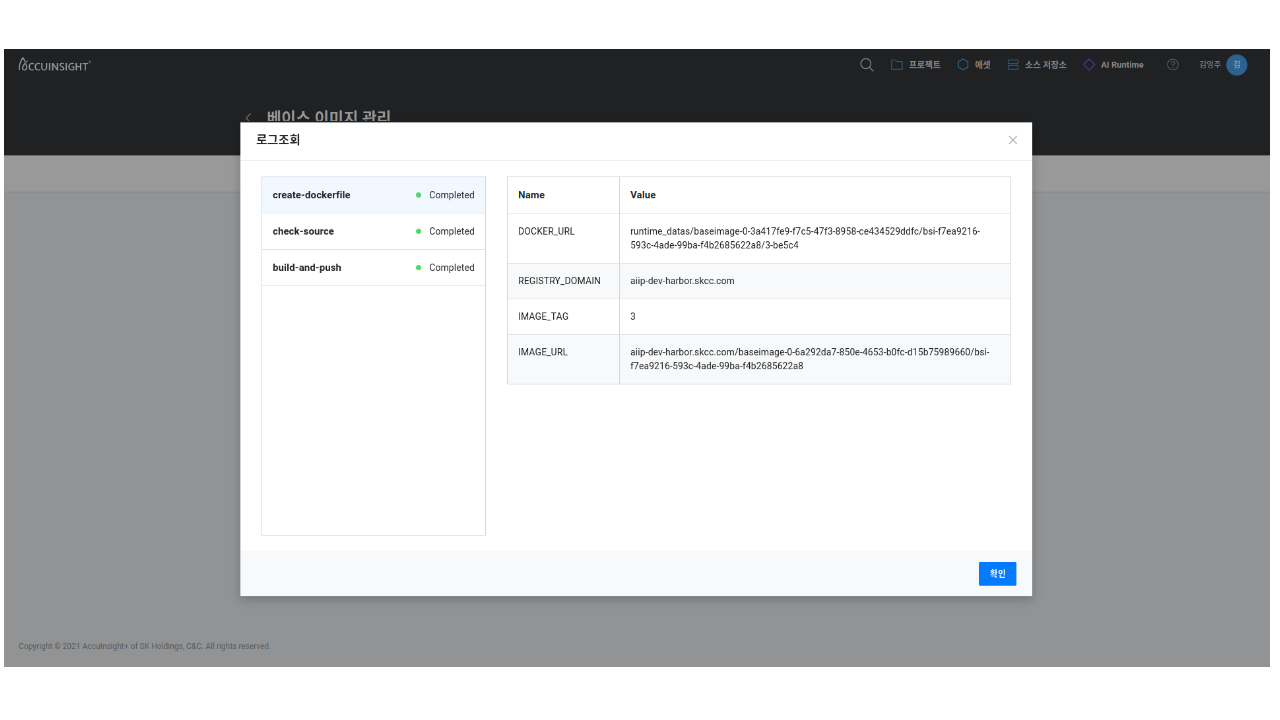 ACCUINSIGHT+
프로젝트
에셋
소스 저장소
AI Runtime
?
김영주
김
베이스 이미지 관리
로그조회
create-dockerfile Completed
check-source Completed
build-and-push Completed
Name Value
DOCKER_URL runtime_datas/baseimage-0-3a417fe9-f7c5-47f3-8958-ce434529ddfc/bsi-f7ea9216-
593c-4ade-99ba-f4b2685622a8/3-be5c4
REGISTRY_DOMAIN aiip-dev-harbor.skcc.com
IMAGE_TAG 3
IMAGE_URL aiip-dev-harbor.skcc.com/baseimage-0-6a292da7-850e-4653-b0fc-d15b75989660/bsi-
f7ea9216-593c-4ade-99ba-f4b2685622a8
확인
Copyright © 2021 AccuInsight+ of SK Holdings, C&C. All rights reserved.